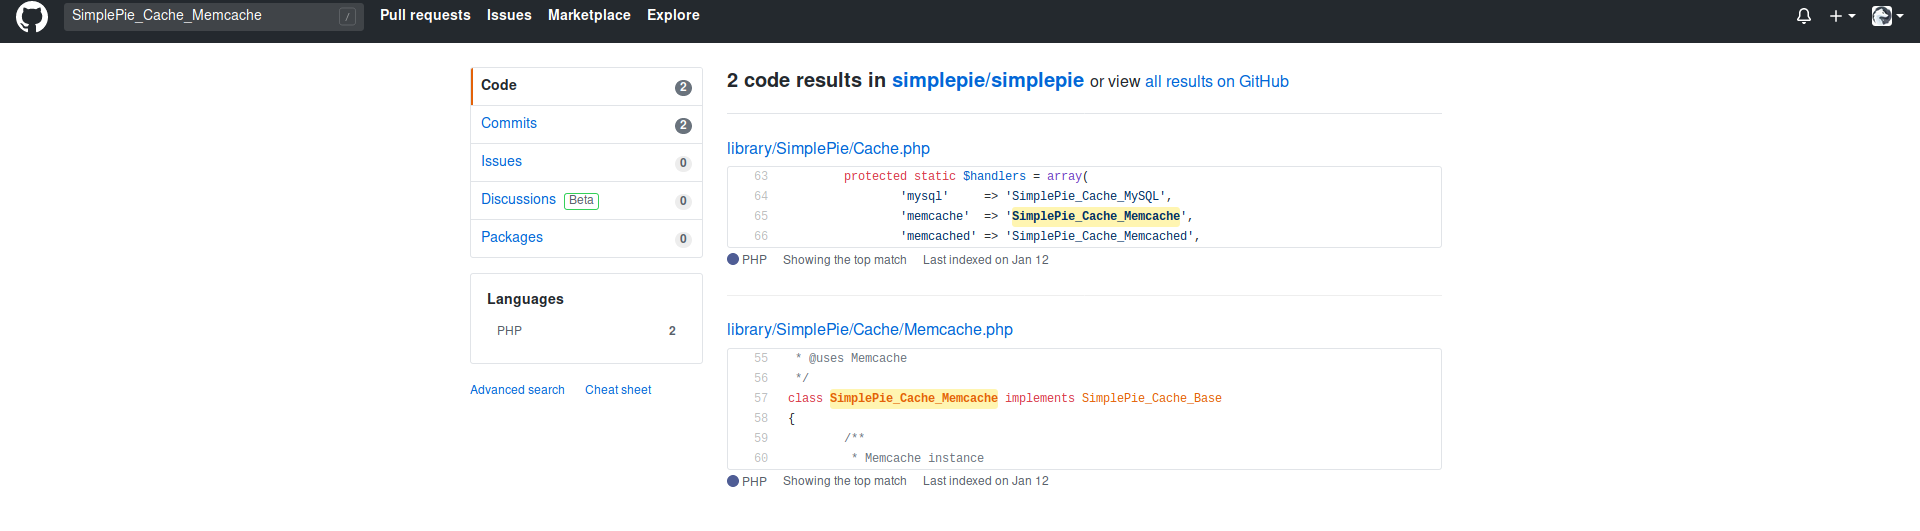 SimplePie_Cache_Memcache / Pull requests Issues Marketplace Explore
Code 2
Commits 2
Issues 0
Discussions Beta 0
Packages 0
Languages
PHP 2
Advanced search Cheat sheet
2 code results in simplepie/simplepie or view all results on GitHub
library/SimplePie/Cache.php
63 protected static $handlers = array(
64 'mysql' => 'SimplePie_Cache_MySQL',
65 'memcache' => 'SimplePie_Cache_Memcache',
66 'memcached' => 'SimplePie_Cache_Memcached',
PHP Showing the top match Last indexed on Jan 12
library/SimplePie/Cache/Memcache.php
55 * @uses Memcache
56 */
57 class SimplePie_Cache_Memcache implements SimplePie_Cache_Base
58 {
59 /**
60 * Memcache instance
PHP Showing the top match Last indexed on Jan 12